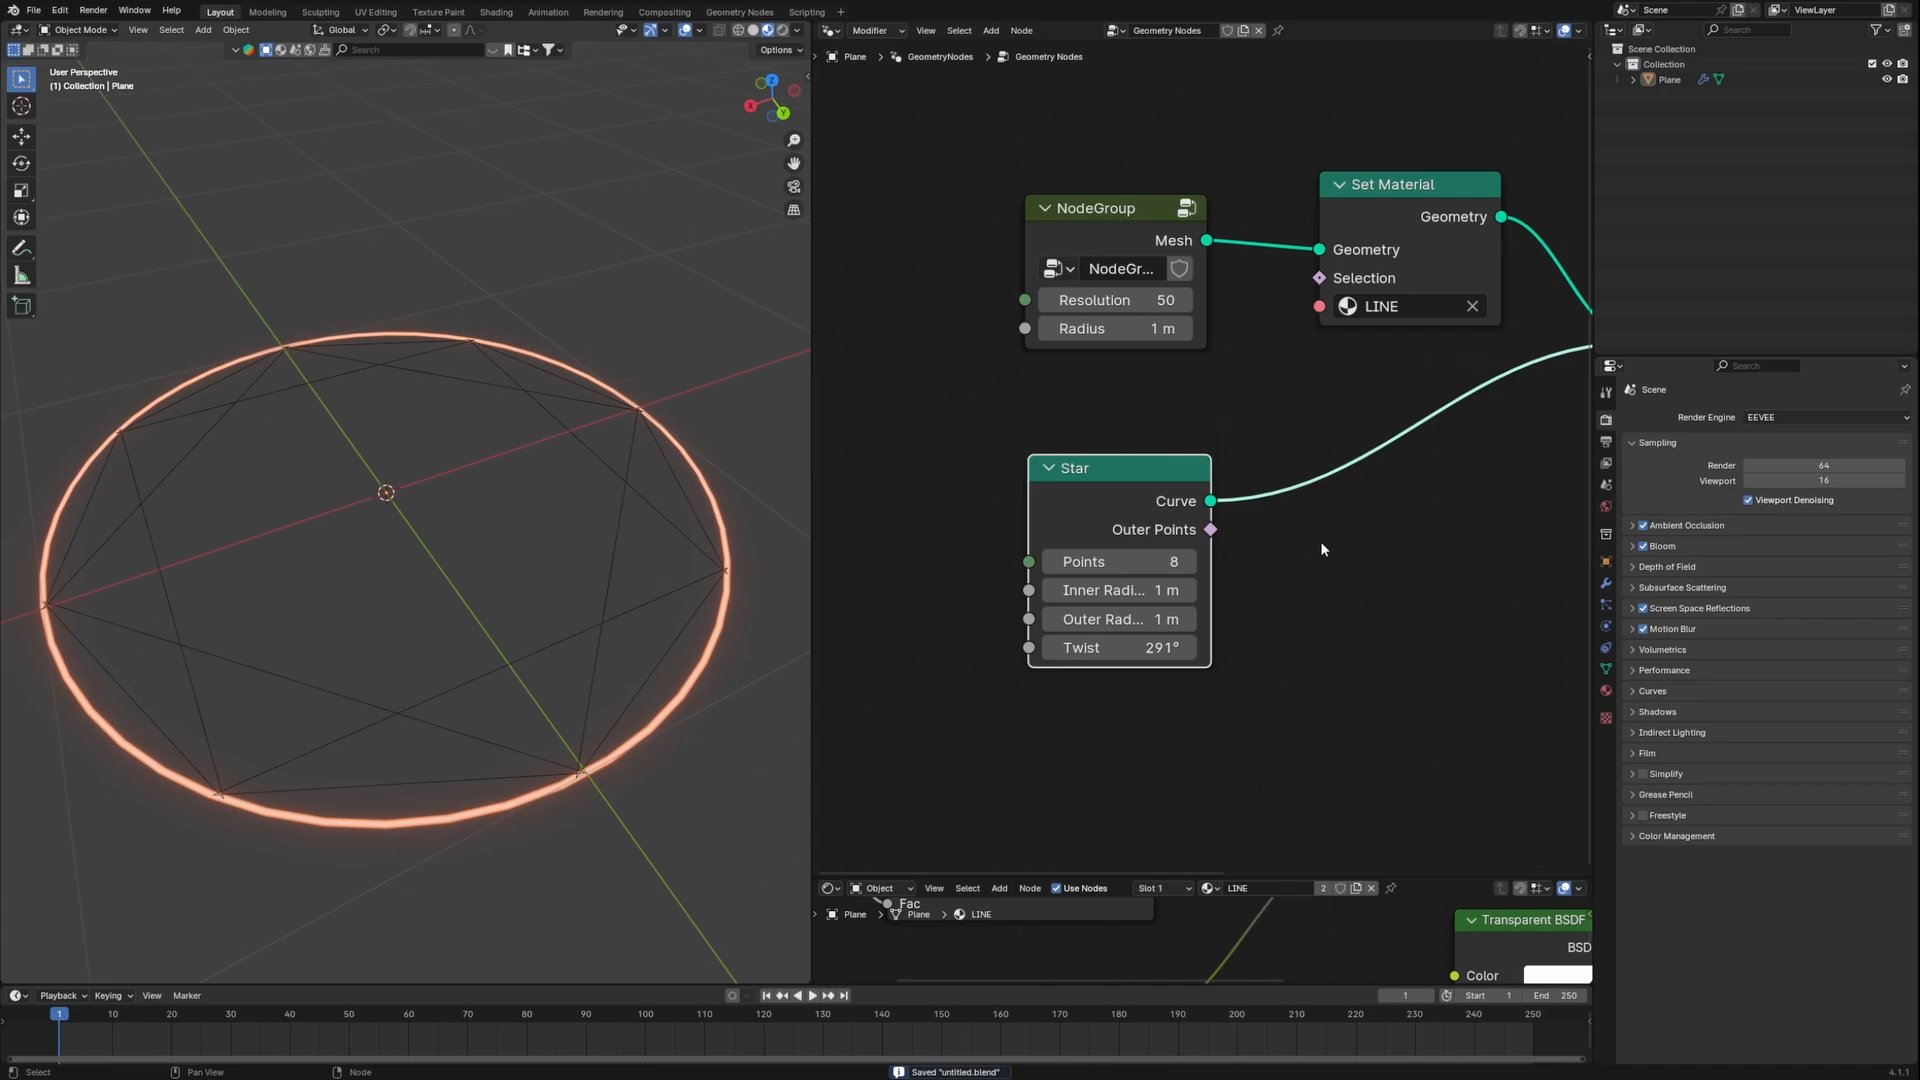 File Edit Render Window Help Layout Modeling Sculpting UV Editing Texture Paint Shading Animation Rendering Compositing Geometry Nodes Scripting + Scene ViewLayer
Object Mode View Select Add Object Global
Modifier View Select Add Node Geometry Nodes
Search
Search Options
Plane > GeometryNodes > Geometry Nodes
User Perspective
(1) Collection | Plane
Z
X
Y
Scene Collection
Collection
Plane
NodeGroup
Mesh
NodeGr...
Resolution 50
Radius 1 m
Set Material
Geometry
Geometry
Selection
LINE
Star
Curve
Outer Points
Points 8
Inner Radi... 1 m
Outer Rad... 1 m
Twist 291°
Search
Scene
Render Engine EEVEE
Sampling
Render 64
Viewport 16
Viewport Denoising
Ambient Occlusion
Bloom
Depth of Field
Subsurface Scattering
Screen Space Reflections
Motion Blur
Volumetrics
Performance
Curves
Shadows
Indirect Lighting
Film
Simplify
Grease Pencil
Freestyle
Color Management
Object View Select Add Node Use Nodes Slot 1 LINE 2
Fac
Plane > Plane > LINE
Transparent BSDF
BSD
Color
Playback Keying View Marker 1 Start 1 End 250
1 10 20 30 40 50 60 70 80 90 100 110 120 130 140 150 160 170 180 190 200 210 220 230 240 250
Select Pan View Node Saved "untitled.blend" 4.1.1